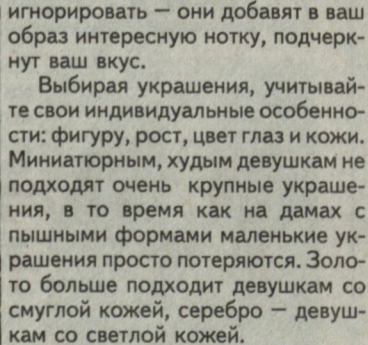 игнорировать — они добавят в ваш
образ интересную нотку, подчерк-
нут ваш вкус.
Выбирая украшения, учитывай-
те свои индивидуальные особенно-
сти: фигуру, рост, цвет глаз и кожи.
Миниатюрным, худым девушкам не
подходят очень крупные украше-
ния, в то время как на дамах с
пышными формами маленькие ук-
рашения просто потеряются. Золо-
то больше подходит девушкам со
смуглой кожей, серебро — девуш-
кам со светлой кожей.